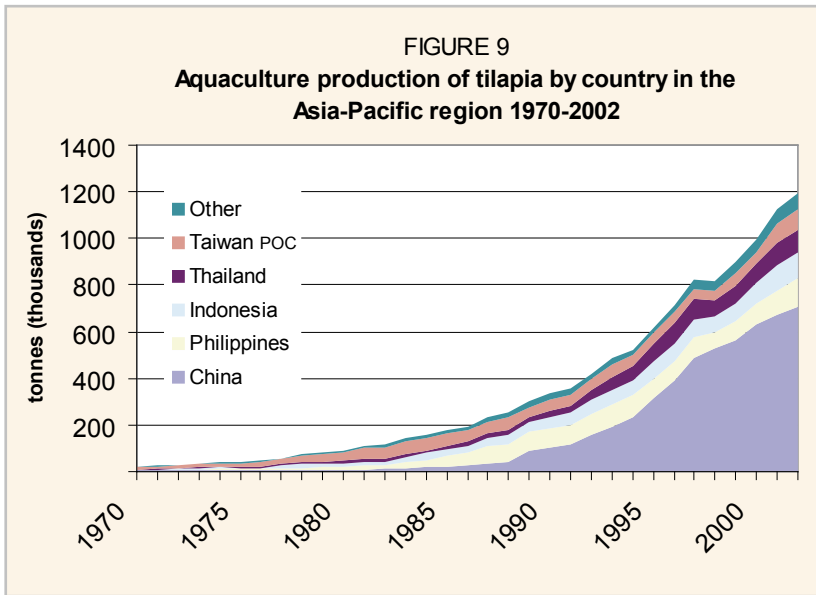 FIGURE 9
Aquaculture production of tilapia by country in the
Asia-Pacific region 1970-2002
tonnes (thousands)
1400
1200
1000
800
600
400
200
Other
Taiwan POC
Thailand
Indonesia
Philippines
China
1970
1975
1980
1985
1990
1995
2000